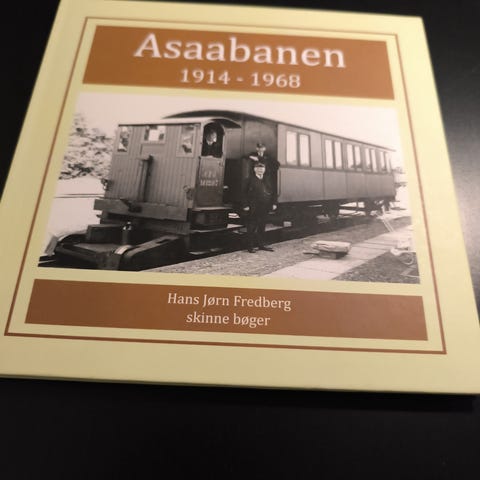 Asaabanen
1914 - 1968
Hans Jørn Fredberg
skinne bøger